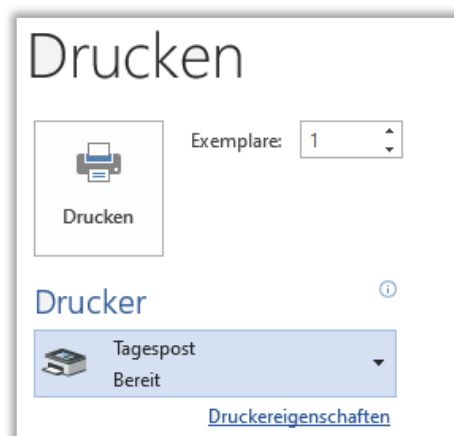 Drucken
Exemplare: 1
Drucken
Drucker
Tagespost
Bereit
Druckereigenschaften